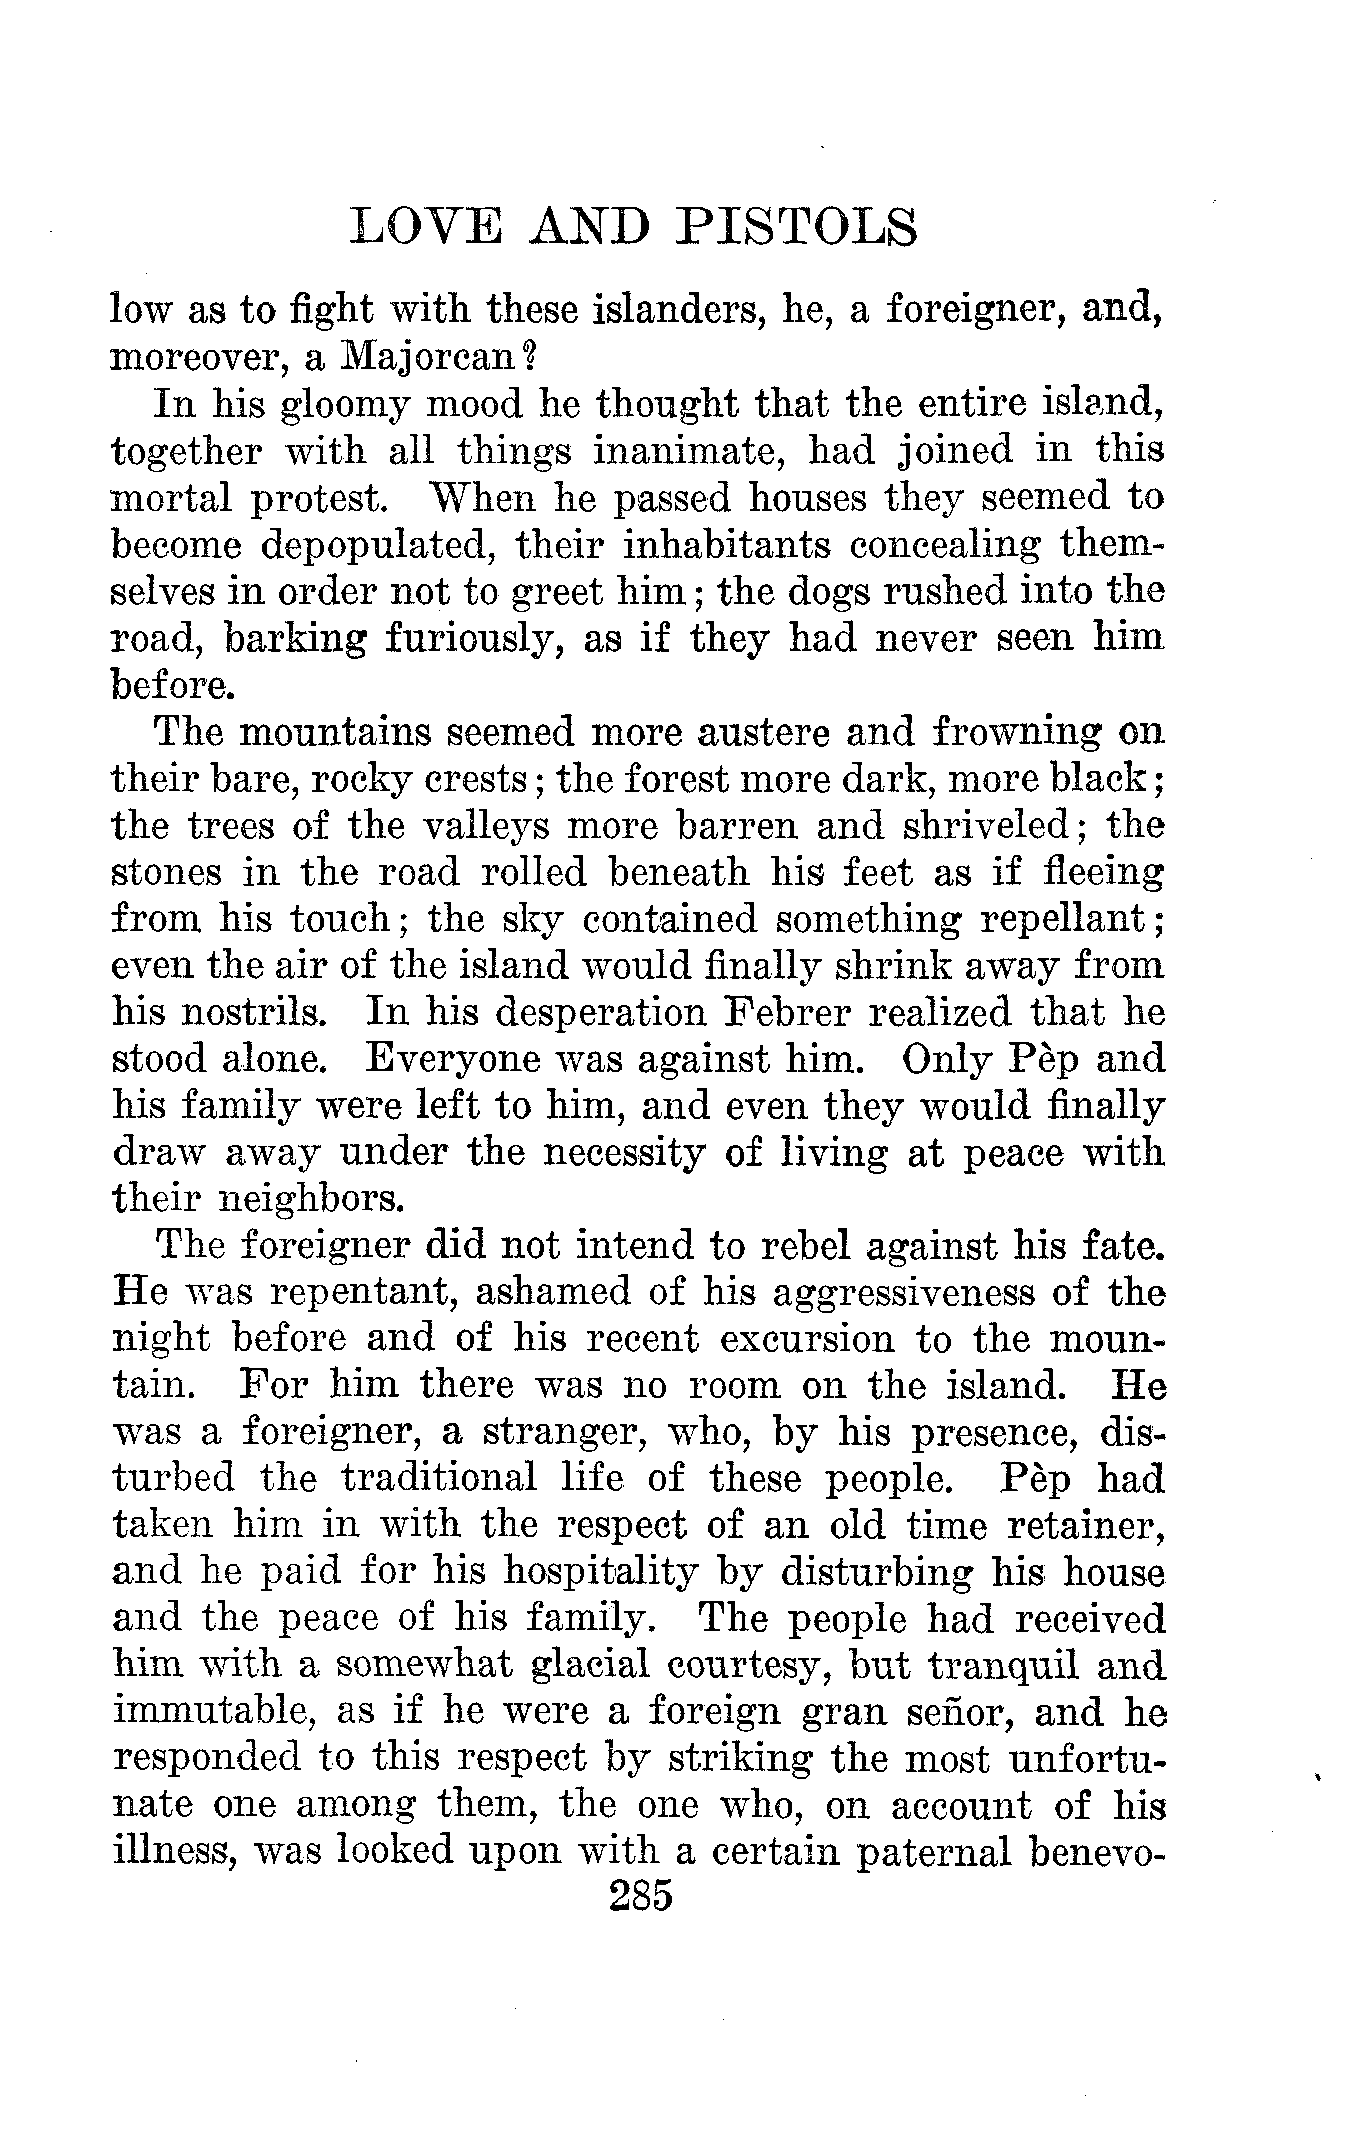 LOVE AND PISTOLS
low as to fight with these islanders, he, a foreigner, and,
moreover, a Majorcan?
In his gloomy mood he thought that the entire island,
together with all things inanimate, had joined in this
mortal protest. When he passed houses they seemed to
become depopulated, their inhabitants concealing them-
selves in order not to greet him; the dogs rushed into the
road, barking furiously, as if they had never seen him
before.
The mountains seemed more austere and frowning on
their bare, rocky crests; the forest more dark, more black;
the trees of the valleys more barren and shriveled; the
stones in the road rolled beneath his feet as if fleeing
from his touch; the sky contained something repellant;
even the air of the island would finally shrink away from
his nostrils. In his desperation Febrer realized that he
stood alone. Everyone was against him. Only Pèp and
his family were left to him, and even they would finally
draw away under the necessity of living at peace with
their neighbors.
The foreigner did not intend to rebel against his fate.
He was repentant, ashamed of his aggressiveness of the
night before and of his recent excursion to the moun-
tain. For him there was no room on the island. He
was a foreigner, a stranger, who, by his presence, dis-
turbed the traditional life of these people. Pèp had
taken him in with the respect of an old time retainer,
and he paid for his hospitality by disturbing his house
and the peace of his family. The people had received
him with a somewhat glacial courtesy, but tranquil and
immutable, as if he were a foreign gran señor, and he
responded to this respect by striking the most unfortu-
nate one among them, the one who, on account of his
illness, was looked upon with a certain paternal benevo-
285